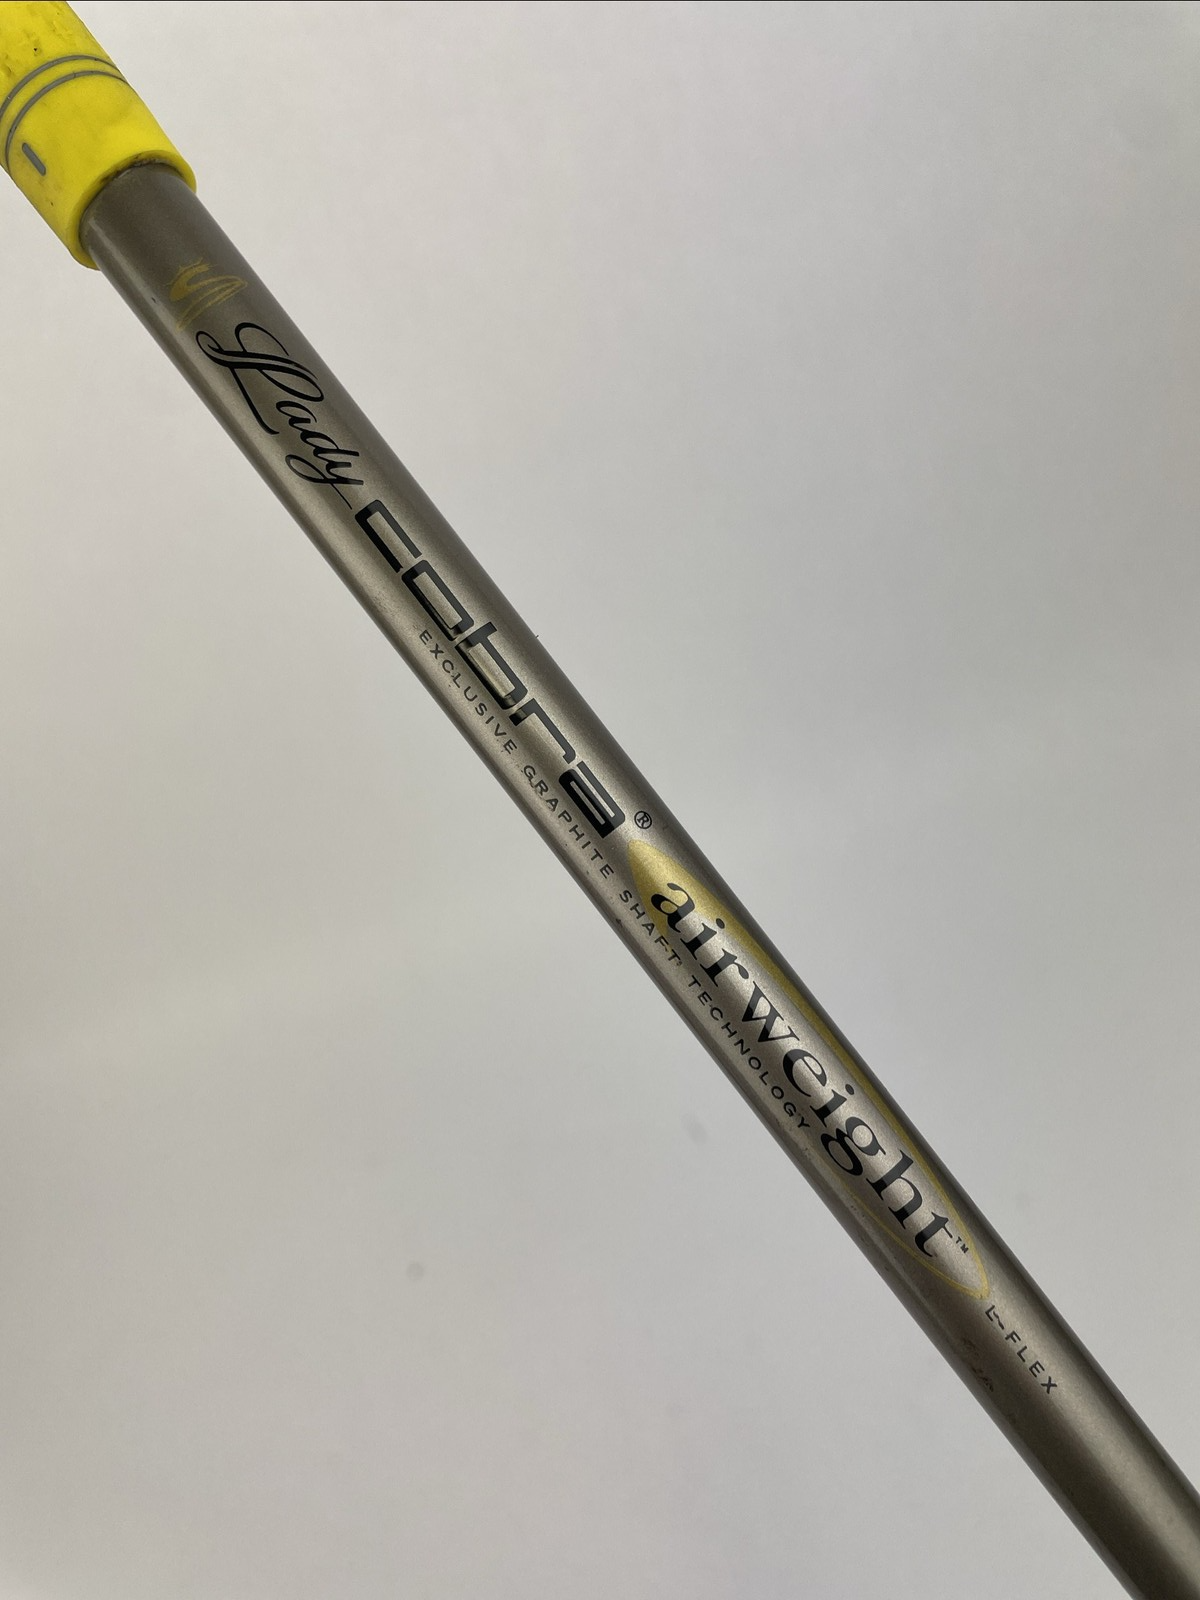 Lady cobra® airweight™ L-FLEX
EXCLUSIVE GRAPHITE SHAFT TECHNOLOGY